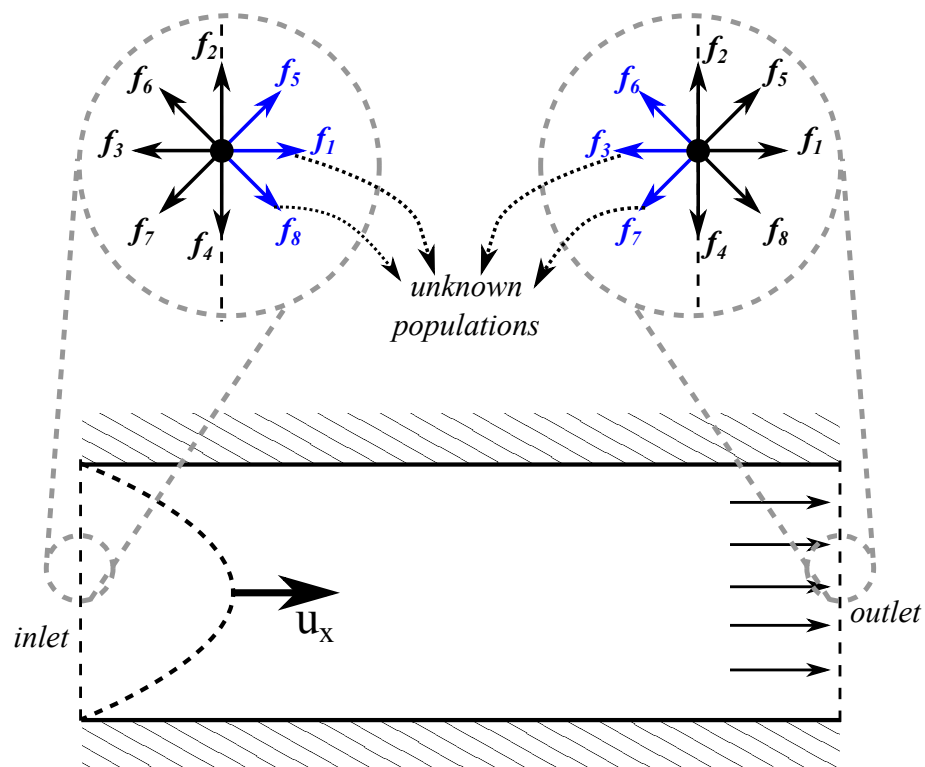 f2 f2
f6 f5 f6 f5
f3 f1 f3 f1
f7 f4 f8 f7 f4 f8
unknown
populations
inlet ux outlet